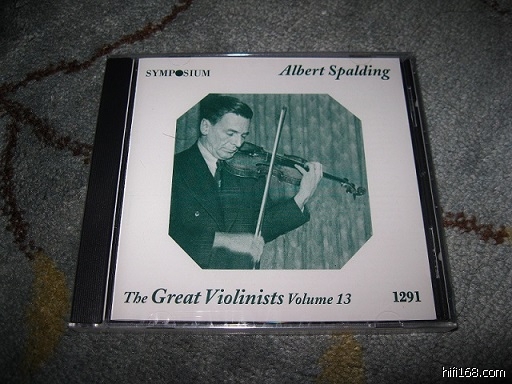 SYMPOSIUM Albert Spalding
The Great Violinists Volume 13 1291
hifi168.com